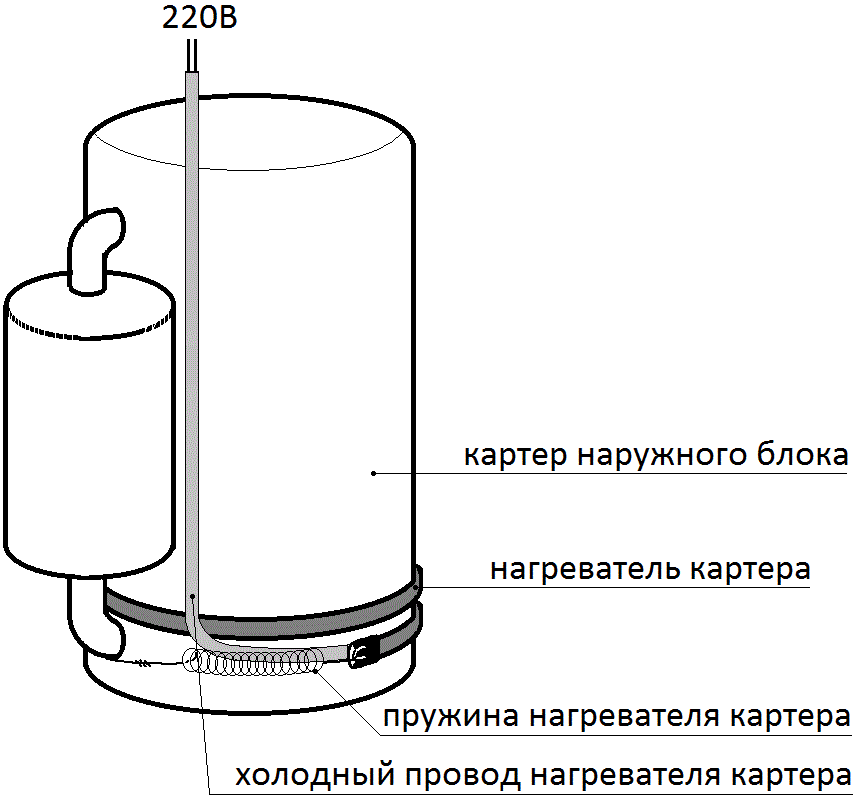 220В
картер наружного блока
нагреватель картера
пружина нагревателя картера
холодный провод нагревателя картера